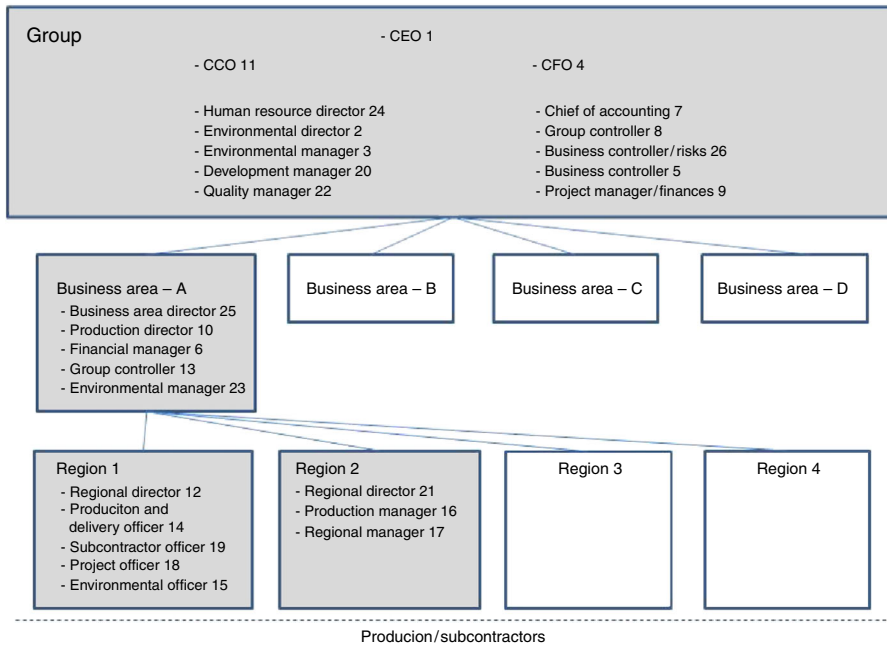 Group
- CEO 1
- CCO 11
- CFO 4
- Human resource director 24
- Environmental director 2
- Environmental manager 3
- Development manager 20
- Quality manager 22
- Chief of accounting 7
- Group controller 8
- Business controller/risks 26
- Business controller 5
- Project manager/finances 9
Business area – A
- Business area director 25
- Production director 10
- Financial manager 6
- Group controller 13
- Environmental manager 23
Business area – B
Business area – C
Business area – D
Region 1
- Regional director 12
- Produciton and
delivery officer 14
- Subcontractor officer 19
- Project officer 18
- Environmental officer 15
Region 2
- Regional director 21
- Production manager 16
- Regional manager 17
Region 3
Region 4
Producion/subcontractors